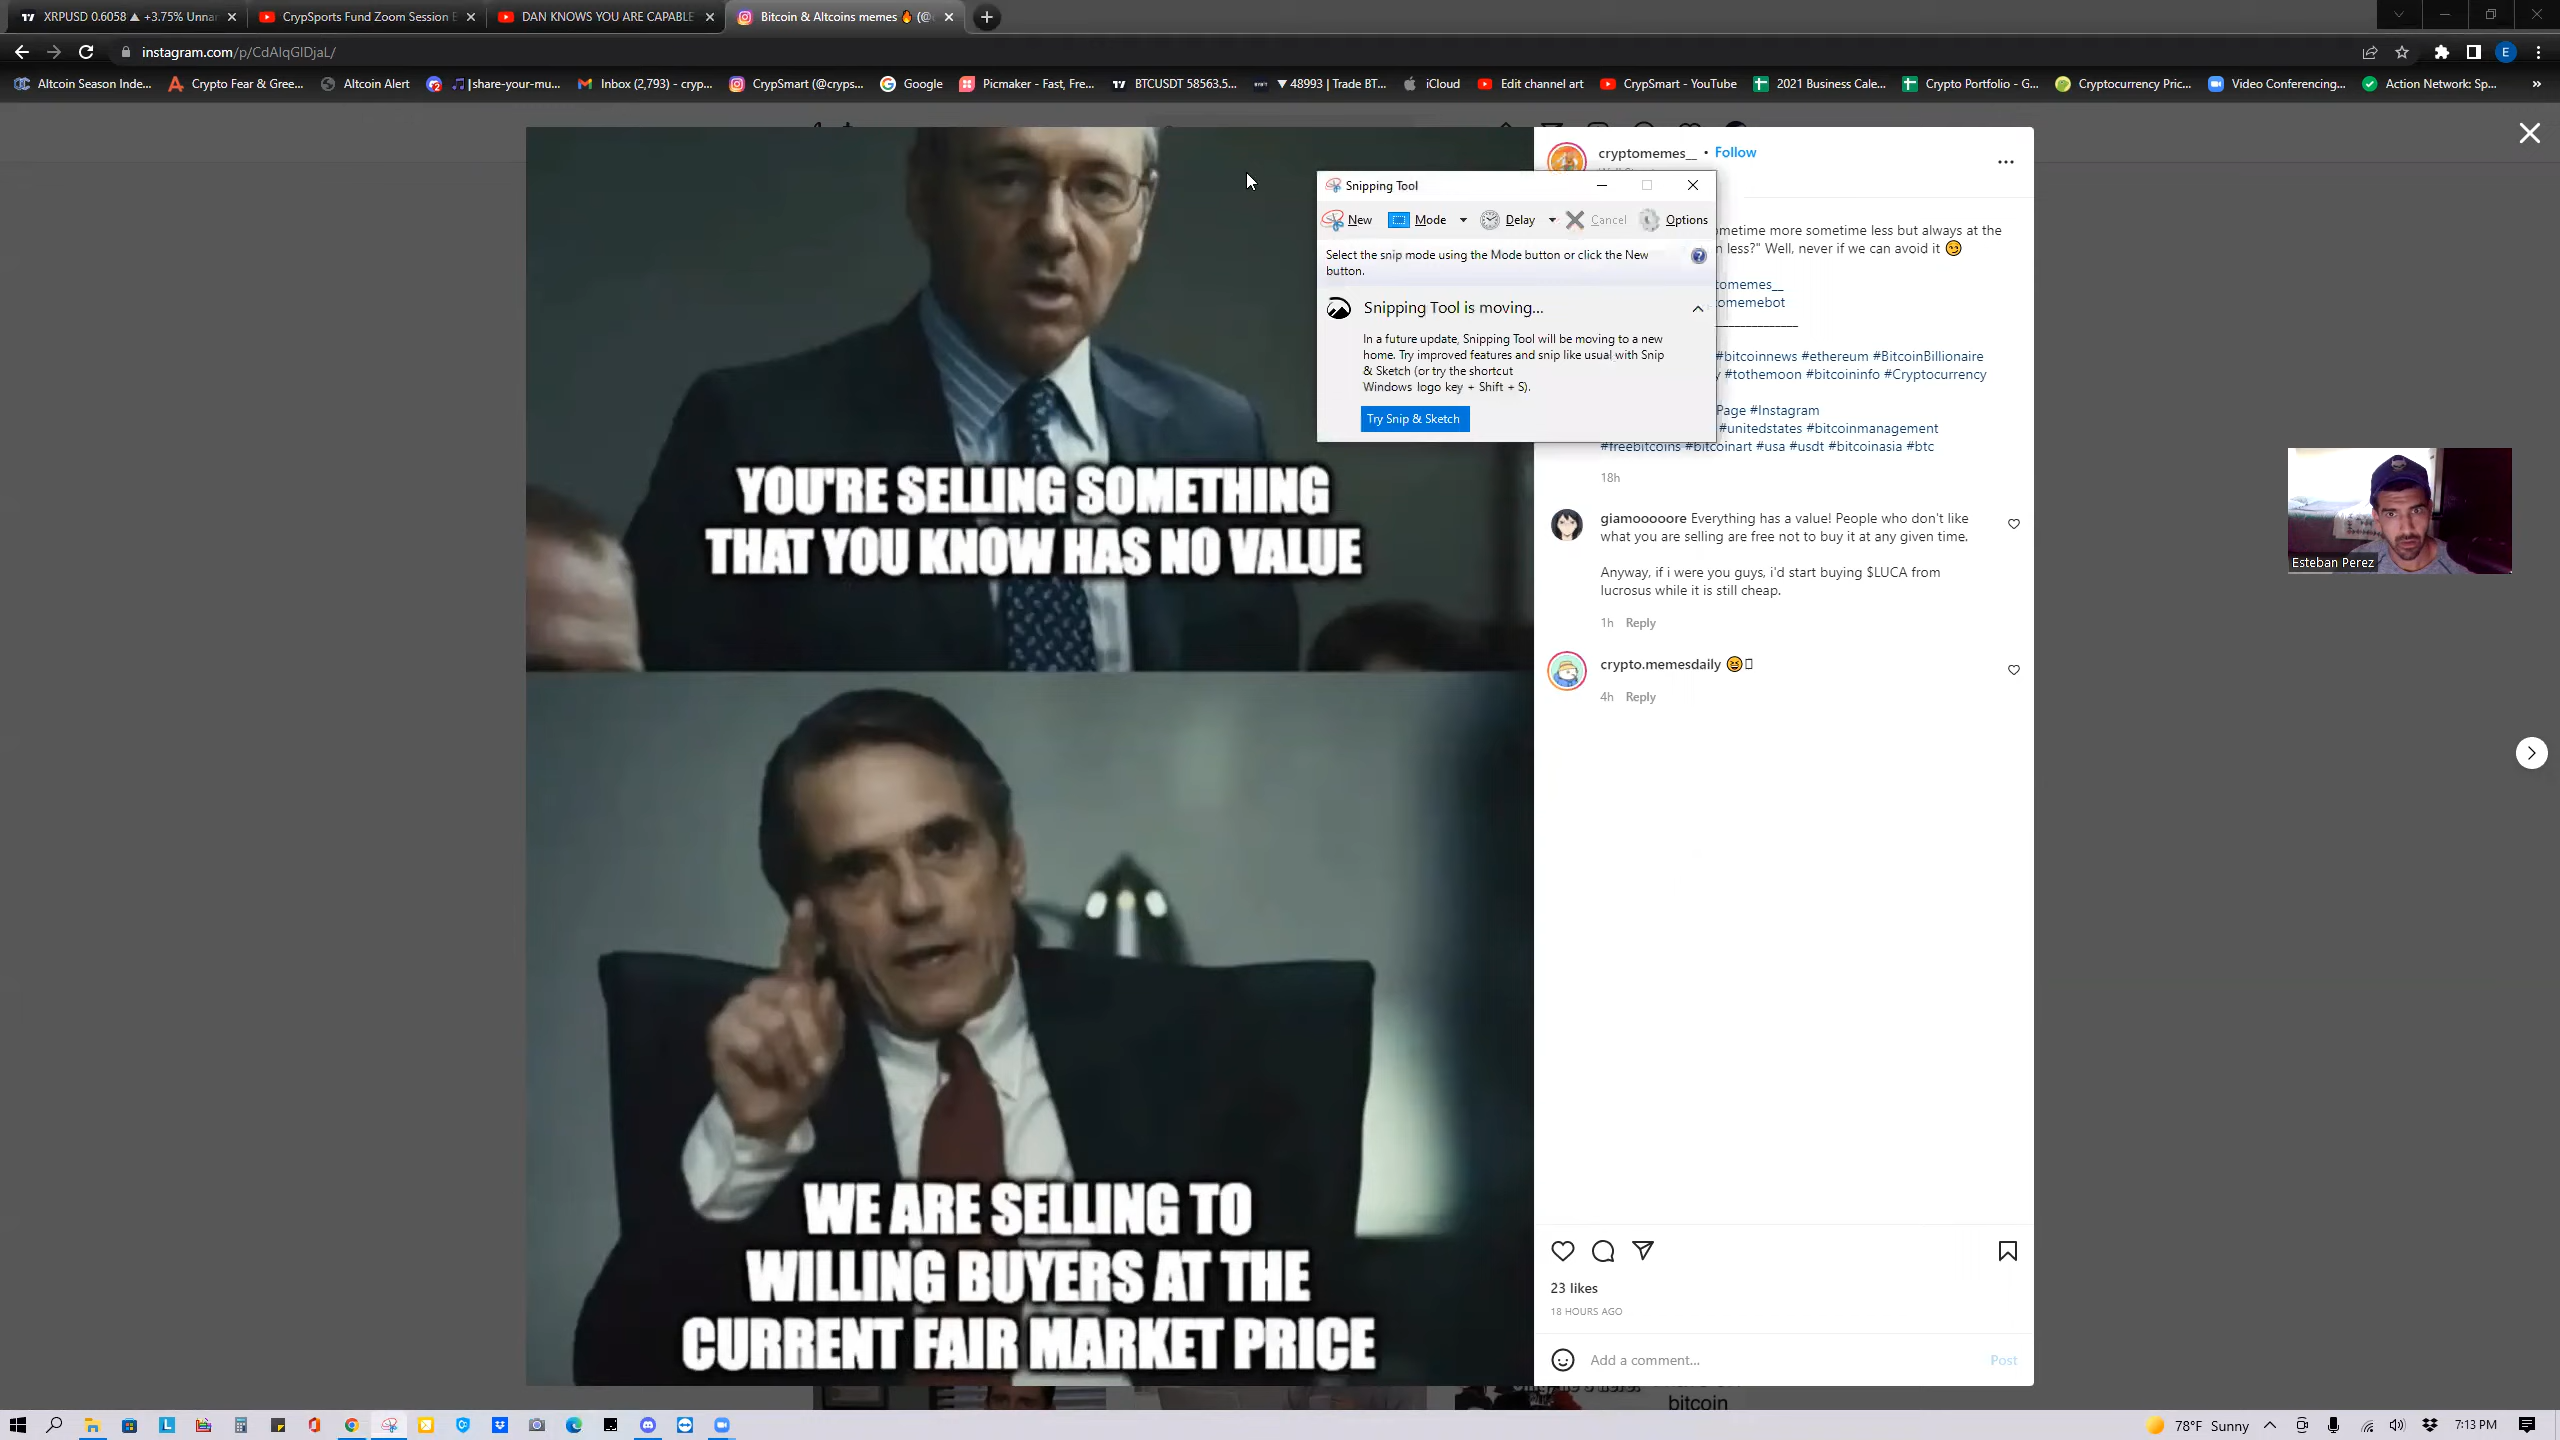 XRPUSD 0.6058 ▲ +3.75% Unnar
CrypSports Fund Zoom Session E
DAN KNOWS YOU ARE CAPABLE
Bitcoin & Altcoins memes 🔥 (@c
instagram.com/p/CdAlqGlDjaL/
Altcoin Season Inde...
Crypto Fear & Gree...
Altcoin Alert
🎵|share-your-mu...
Inbox (2,793) - cryp...
CrypSmart (@cryps...
Google
Picmaker - Fast, Fre...
BTCUSDT 58563.5...
▼ 48993 | Trade BT...
iCloud
Edit channel art
CrypSmart - YouTube
2021 Business Cale...
Crypto Portfolio - G...
Cryptocurrency Pric...
Video Conferencing...
Action Network: Sp...
»
YOU'RE SELLING SOMETHING
THAT YOU KNOW HAS NO VALUE
WE ARE SELLING TO
WILLING BUYERS AT THE
CURRENT FAIR MARKET PRICE
Snipping Tool
New
Mode
Delay
Cancel
Options
Select the snip mode using the Mode button or click the New
button.
Snipping Tool is moving...
In a future update, Snipping Tool will be moving to a new
home. Try improved features and snip like usual with Snip
& Sketch (or try the shortcut
Windows logo key + Shift + S).
Try Snip & Sketch
cryptomemes__ • Follow
ometime more sometime less but always at the
less?" Well, never if we can avoid it 😏
tomemes__
omemebot
#bitcoinnews #ethereum #BitcoinBillionaire
#tothemoon #bitcoininfo #Cryptocurrency
Page #Instagram
#unitedstates #bitcoinmanagement
#freebitcoins #bitcoinart #usa #usdt #bitcoinasia #btc
18h
giamooooore Everything has a value! People who don't like
what you are selling are free not to buy it at any given time.
Anyway, if i were you guys, i'd start buying $LUCA from
lucrosus while it is still cheap.
1h Reply
crypto.memesdaily 😆
4h Reply
23 likes
18 HOURS AGO
Add a comment...
Post
Esteban Perez
bitcoin
78°F Sunny
7:13 PM